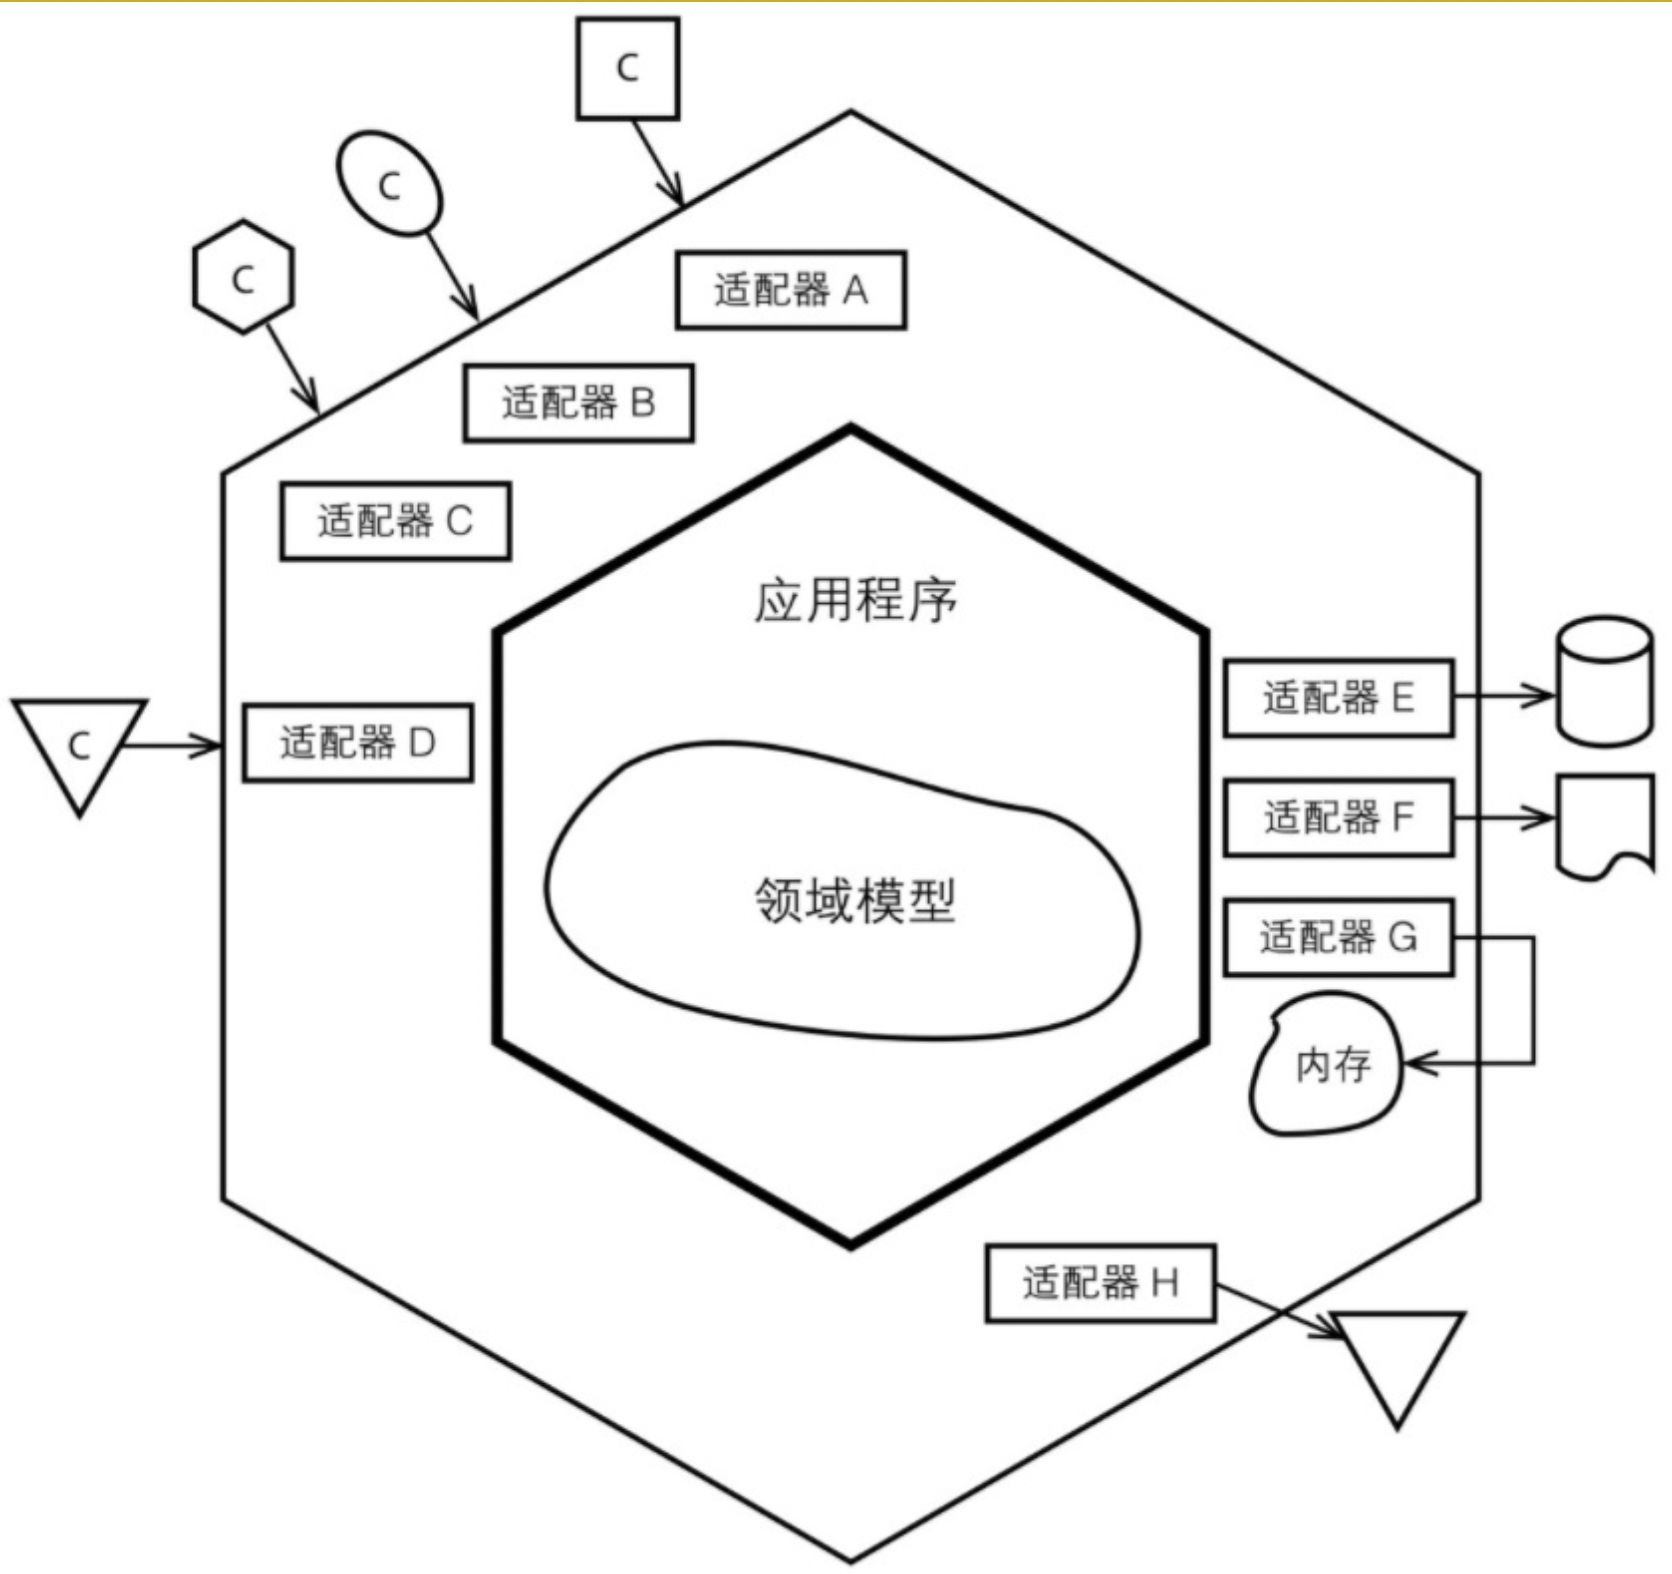 C
C
C
适配器 A
适配器 B
适配器 C
应用程序
适配器 E
C
适配器 D
适配器 F
领域模型
适配器 G
内存
适配器 H